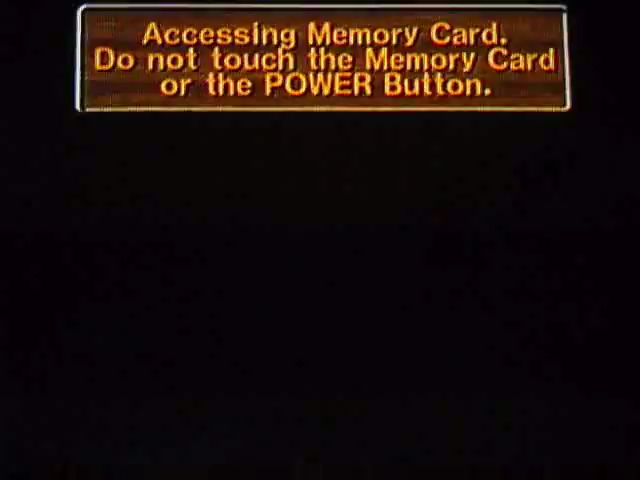 Accessing Memory Card.
Do not touch the Memory Card
or the POWER Button.